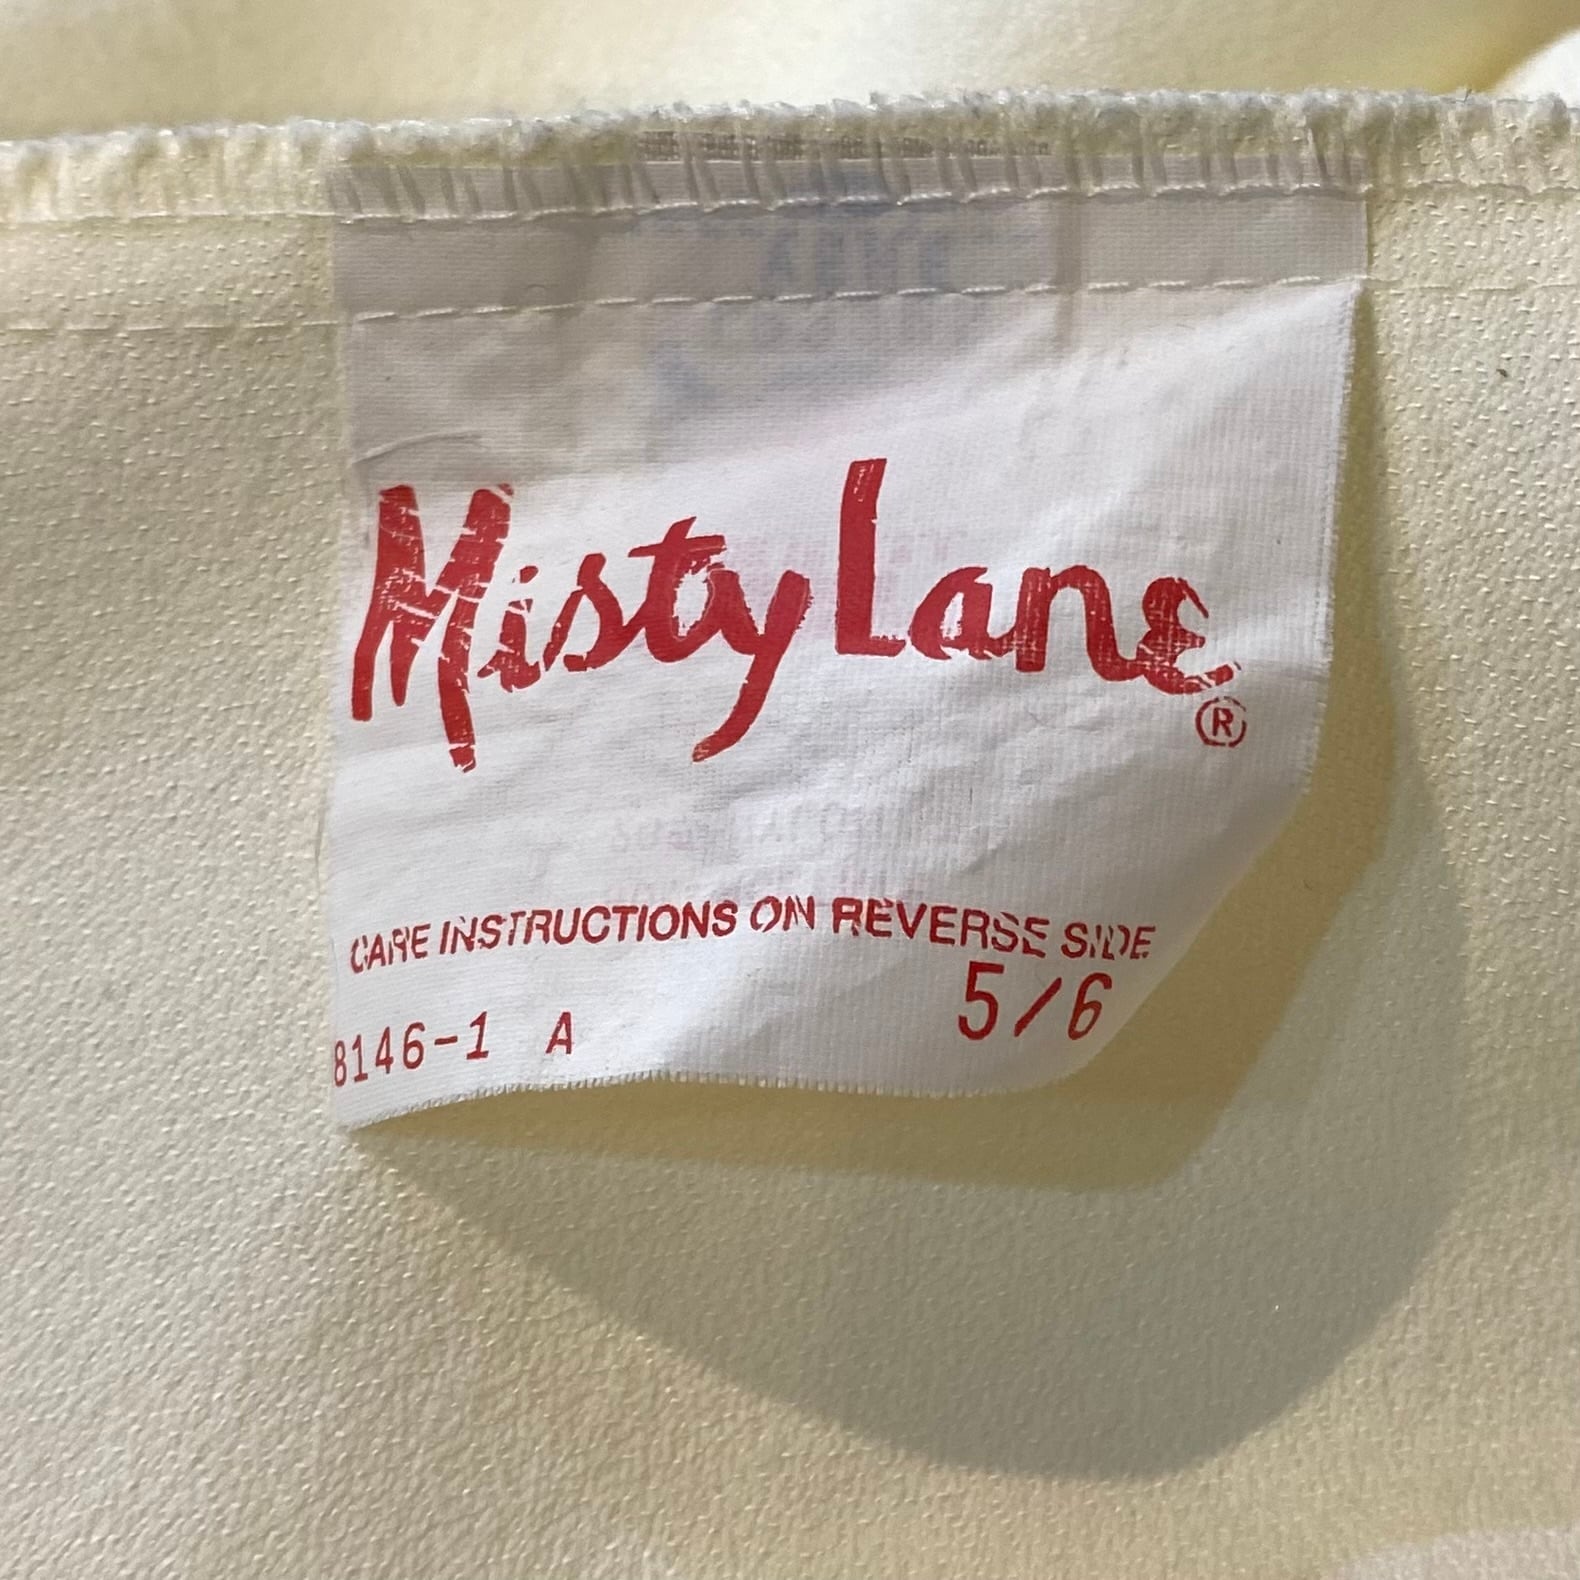 Misty Lane®
CARE INSTRUCTIONS ON REVERSE SIDE
5/6
8146-1 A